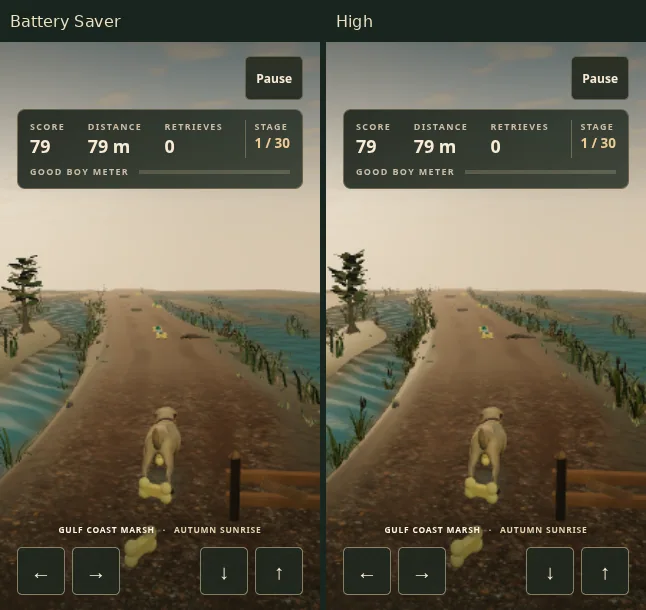 Battery Saver
Pause
SCORE DISTANCE RETRIEVES STAGE
79 79 m 0 1 / 30
GOOD BOY METER
GULF COAST MARSH · AUTUMN SUNRISE
← → ↓ ↑
High
Pause
SCORE DISTANCE RETRIEVES STAGE
79 79 m 0 1 / 30
GOOD BOY METER
GULF COAST MARSH · AUTUMN SUNRISE
← → ↓ ↑